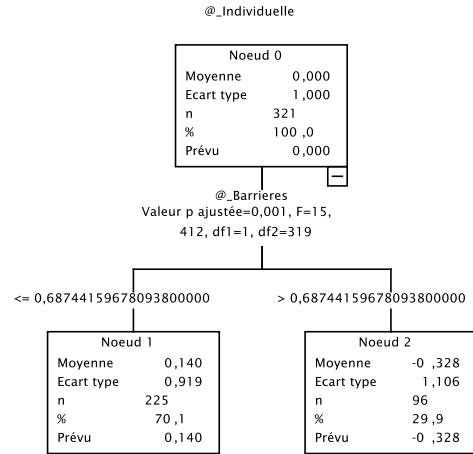 @_Individuelle
Noeud 0
Moyenne 0,000
Ecart type 1,000
n 321
% 100 ,0
Prévu 0,000
@_Barrieres
Valeur p ajustée=0,001, F=15,
412, df1=1, df2=319
<= 0,68744159678093800000
> 0,68744159678093800000
Noeud 1
Moyenne 0,140
Ecart type 0,919
n 225
% 70 ,1
Prévu 0,140
Noeud 2
Moyenne -0 ,328
Ecart type 1,106
n 96
% 29 ,9
Prévu -0 ,328